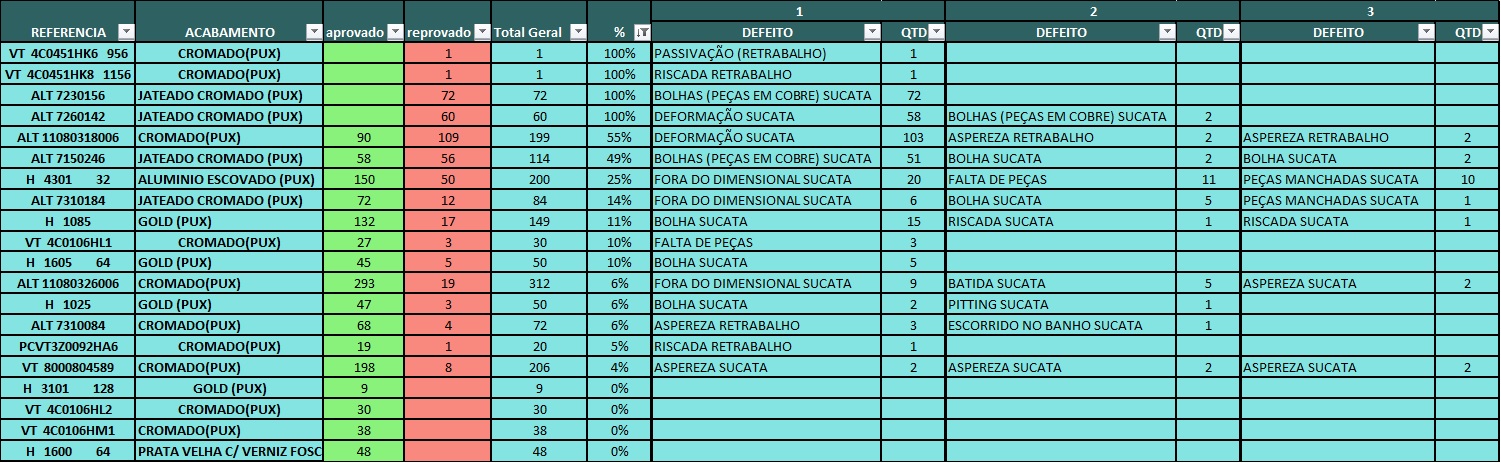 1 2 3
REFERENCIA ACABAMENTO aprovado reprovado Total Geral % DEFEITO QTD DEFEITO QTD DEFEITO QTD
VT 4C0451HK6 956 CROMADO(PUX) 1 1 100% PASSIVAÇÃO (RETRABALHO) 1
VT 4C0451HK8 1156 CROMADO(PUX) 1 1 100% RISCADA RETRABALHO 1
ALT 7230156 JATEADO CROMADO (PUX) 72 72 100% BOLHAS (PEÇAS EM COBRE) SUCATA 72
ALT 7260142 JATEADO CROMADO (PUX) 60 60 100% DEFORMAÇÃO SUCATA 58 BOLHAS (PEÇAS EM COBRE) SUCATA 2
ALT 11080318006 CROMADO(PUX) 90 109 199 55% DEFORMAÇÃO SUCATA 103 ASPEREZA RETRABALHO 2 ASPEREZA RETRABALHO 2
ALT 7150246 JATEADO CROMADO (PUX) 58 56 114 49% BOLHAS (PEÇAS EM COBRE) SUCATA 51 BOLHA SUCATA 2 BOLHA SUCATA 2
H 4301 32 ALUMINIO ESCOVADO (PUX) 150 50 200 25% FORA DO DIMENSIONAL SUCATA 20 FALTA DE PEÇAS 11 PEÇAS MANCHADAS SUCATA 10
ALT 7310184 JATEADO CROMADO (PUX) 72 12 84 14% FORA DO DIMENSIONAL SUCATA 6 BOLHA SUCATA 5 PEÇAS MANCHADAS SUCATA 1
H 1085 GOLD (PUX) 132 17 149 11% BOLHA SUCATA 15 RISCADA SUCATA 1 RISCADA SUCATA 1
VT 4C0106HL1 CROMADO(PUX) 27 3 30 10% FALTA DE PEÇAS 3
H 1605 64 GOLD (PUX) 45 5 50 10% BOLHA SUCATA 5
ALT 11080326006 CROMADO(PUX) 293 19 312 6% FORA DO DIMENSIONAL SUCATA 9 BATIDA SUCATA 5 ASPEREZA SUCATA 2
H 1025 GOLD (PUX) 47 3 50 6% BOLHA SUCATA 2 PITTING SUCATA 1
ALT 7310084 CROMADO(PUX) 68 4 72 6% ASPEREZA RETRABALHO 3 ESCORRIDO NO BANHO SUCATA 1
PCVT3Z0092HA6 CROMADO(PUX) 19 1 20 5% RISCADA RETRABALHO 1
VT 8000804589 CROMADO(PUX) 198 8 206 4% ASPEREZA SUCATA 2 ASPEREZA SUCATA 2 ASPEREZA SUCATA 2
H 3101 128 GOLD (PUX) 9 9 0%
VT 4C0106HL2 CROMADO(PUX) 30 30 0%
VT 4C0106HM1 CROMADO(PUX) 38 38 0%
H 1600 64 PRATA VELHA C/ VERNIZ FOSC 48 48 0%